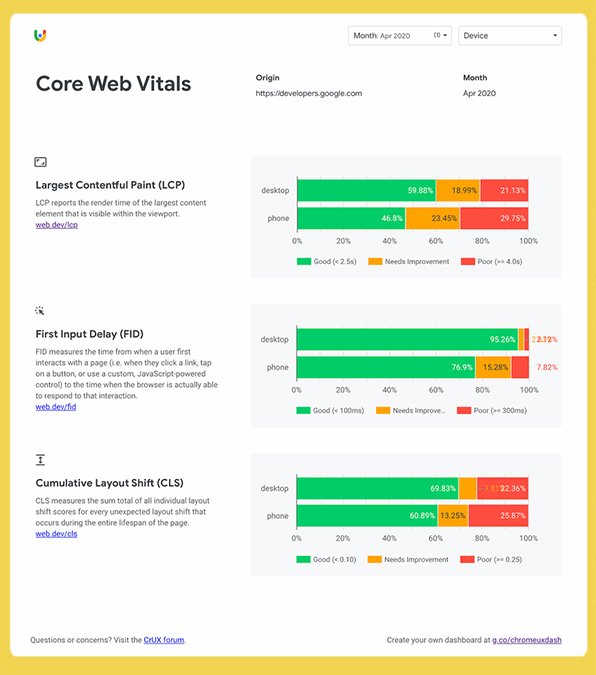 Month: Apr 2020 (1)
Device
Core Web Vitals
Origin
https://developers.google.com
Month
Apr 2020
Largest Contentful Paint (LCP)
LCP reports the render time of the largest content
element that is visible within the viewport.
web.dev/lcp
desktop 59.88% 18.99% 21.13%
phone 46.8% 23.45% 29.75%
0% 20% 40% 60% 80% 100%
Good (< 2.5s) Needs Improvement Poor (>= 4.0s)
First Input Delay (FID)
FID measures the time from when a user first
interacts with a page (i.e. when they click a link, tap
on a button, or use a custom, JavaScript-powered
control) to the time when the browser is actually able
to respond to that interaction.
web.dev/fid
desktop 95.26%
phone 76.9% 15.28% 7.82%
0% 20% 40% 60% 80% 100%
Good (< 100ms) Needs Improve… Poor (>= 300ms)
Cumulative Layout Shift (CLS)
CLS measures the sum total of all individual layout
shift scores for every unexpected layout shift that
occurs during the entire lifespan of the page.
web.dev/cls
desktop 69.83% 22.36%
phone 60.89% 13.25% 25.87%
0% 20% 40% 60% 80% 100%
Good (< 0.10) Needs Improvement Poor (>= 0.25)
Questions or concerns? Visit the CrUX forum.
Create your own dashboard at g.co/chromeuxdash